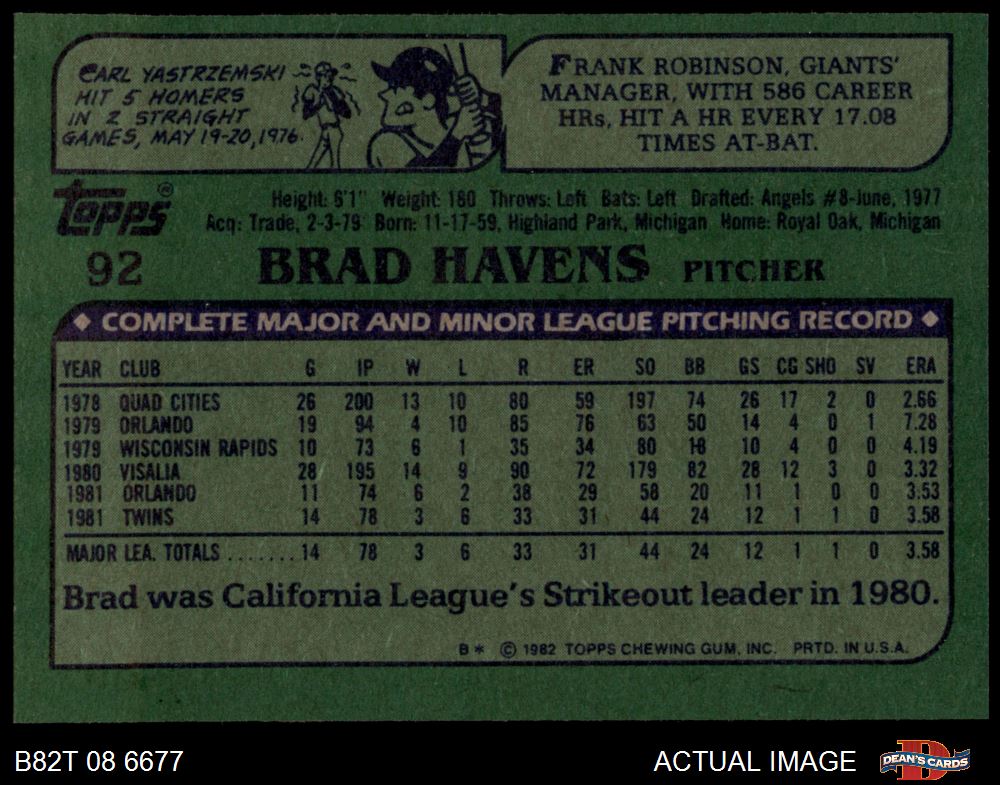 CARL YASTRZEMSKI
HIT 5 HOMERS
IN 2 STRAIGHT
GAMES, MAY 19-20, 1976.
FRANK ROBINSON, GIANTS'
MANAGER, WITH 586 CAREER
HRs, HIT A HR EVERY 17.08
TIMES AT-BAT.
Topps®
Height: 6'1" Weight: 180 Throws: Left Bats: Left Drafted: Angels #8-June, 1977
Acq: Trade, 2-3-79 Born: 11-17-59, Highland Park, Michigan Home: Royal Oak, Michigan
92 BRAD HAVENS PITCHER
◆ COMPLETE MAJOR AND MINOR LEAGUE PITCHING RECORD ◆
YEAR CLUB G IP W L R ER SO BB GS CG SHO SV ERA
1978 QUAD CITIES 26 200 13 10 80 59 197 74 26 17 2 0 2.66
1979 ORLANDO 19 94 4 10 85 76 63 50 14 4 0 1 7.28
1979 WISCONSIN RAPIDS 10 73 6 1 35 34 80 18 10 4 0 0 4.19
1980 VISALIA 28 195 14 9 90 72 179 82 28 12 3 0 3.32
1981 ORLANDO 11 74 6 2 38 29 58 20 11 1 0 0 3.53
1981 TWINS 14 78 3 6 33 31 44 24 12 1 1 0 3.58
MAJOR LEA. TOTALS ....... 14 78 3 6 33 31 44 24 12 1 1 0 3.58
Brad was California League's Strikeout leader in 1980.
B* © 1982 TOPPS CHEWING GUM, INC. PRTD. IN U.S.A.
B82T 08 6677
ACTUAL IMAGE
DEAN'S CARDS